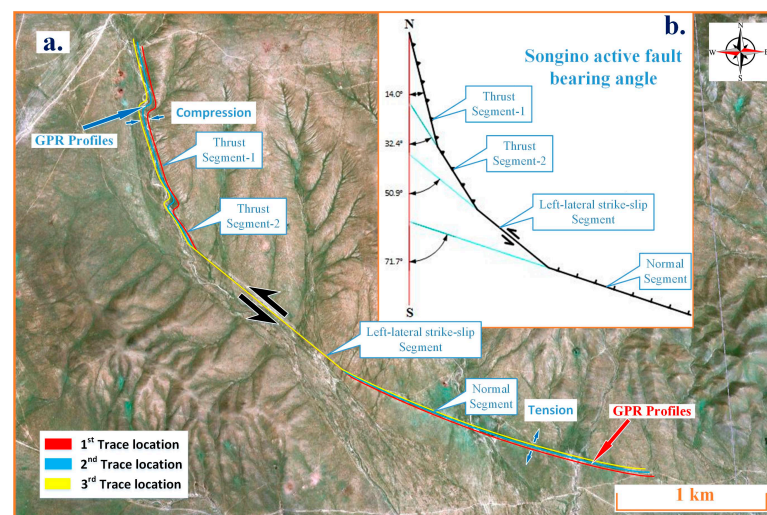 a.
GPR Profiles
Compression
Thrust
Segment-1
Thrust
Segment-2
Left-lateral strike-slip
Segment
Normal
Segment
Tension
GPR Profiles
1st Trace location
2nd Trace location
3rd Trace location
1 km
b.
Songino active fault
bearing angle
N
14.0°
32.4°
50.9°
71.7°
S
Thrust
Segment-1
Thrust
Segment-2
Left-lateral strike-slip
Segment
Normal
Segment
N
W
E
S